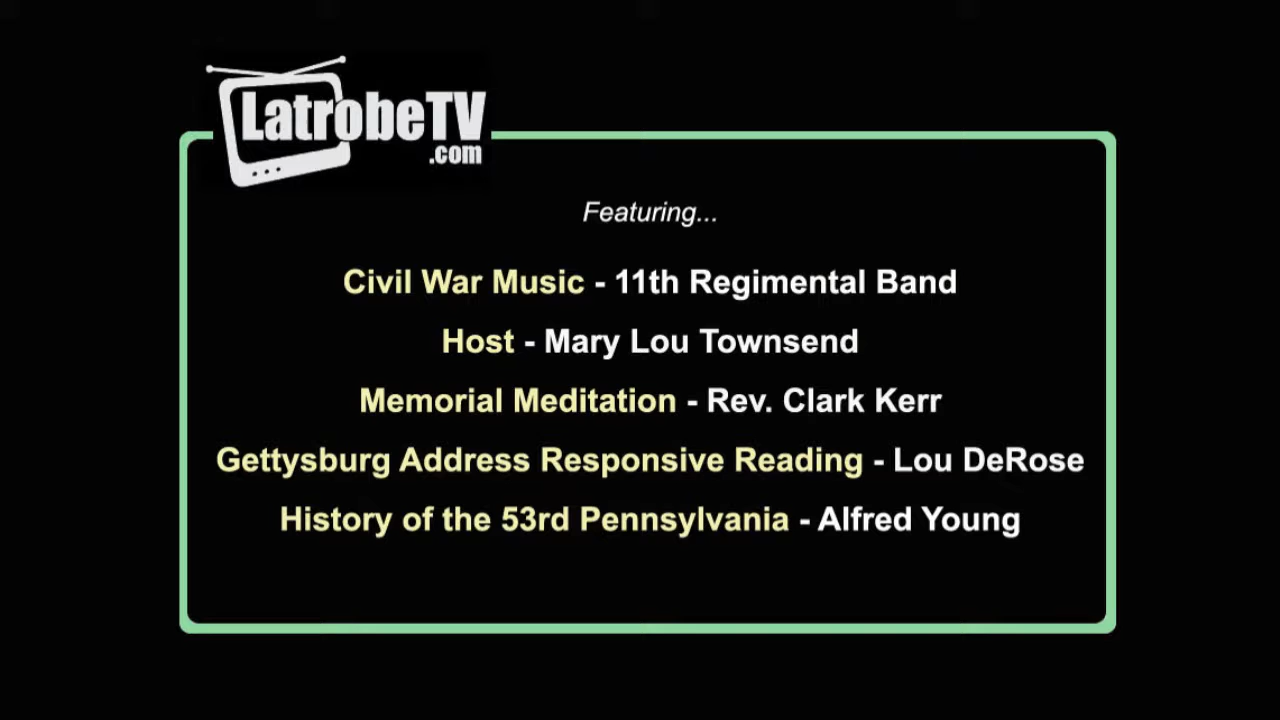 LatrobeTV
.com
Featuring...
Civil War Music - 11th Regimental Band
Host - Mary Lou Townsend
Memorial Meditation - Rev. Clark Kerr
Gettysburg Address Responsive Reading - Lou DeRose
History of the 53rd Pennsylvania - Alfred Young